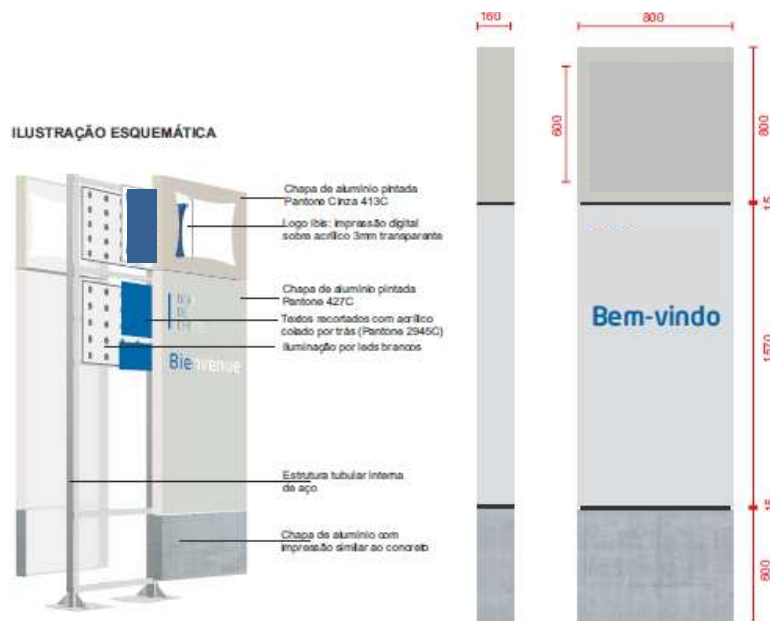 ILUSTRAÇÃO ESQUEMÁTICA
Chapa de alumínio pintada
Pantone Cinza 413C
Logo ibis: impressão digital
sobre acrílico 3mm transparente
Chapa de alumínio pintada
Pantone 427C
Textos recortados com acrílico
colado por trás (Pantone 2945C)
Iluminação por leds brancos
Bienvenue
Estrutura tubular interna
de aço
Chapa de alumínio com
impressão similar ao concreto
160
800
600
800
15
Bem-vindo
1570
15
600